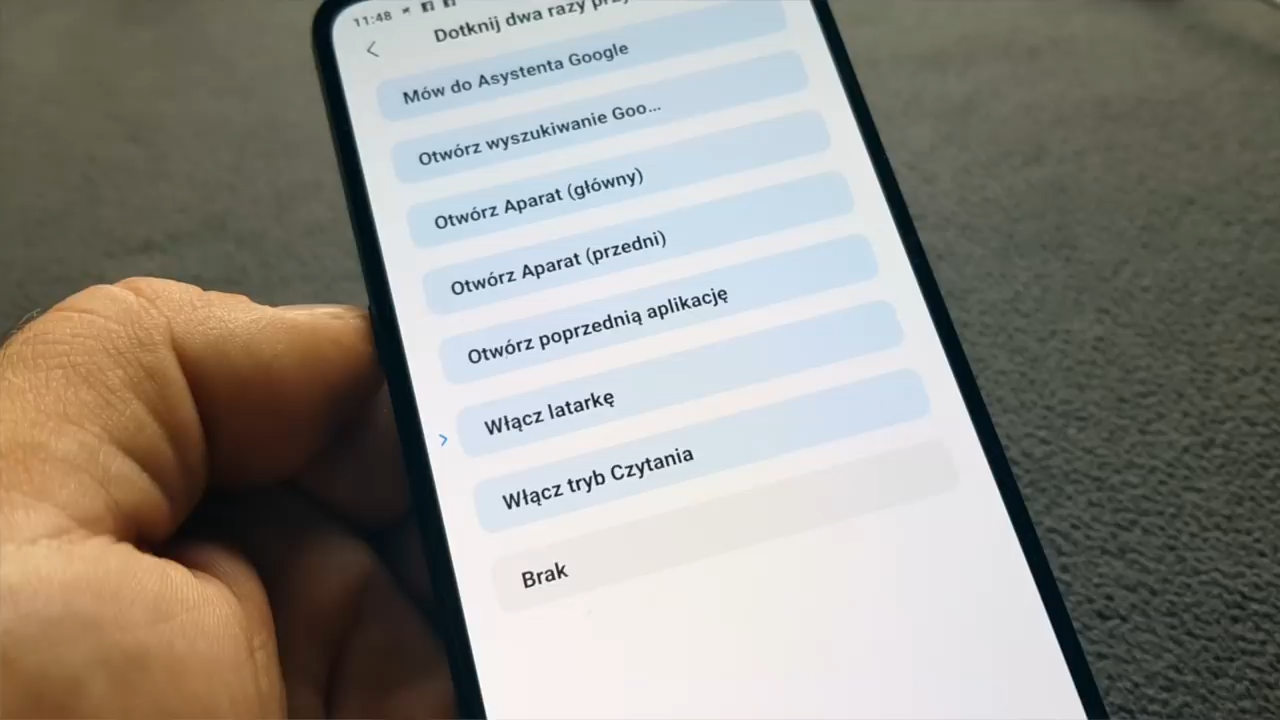 11:48
Dotknij dwa razy
Mów do Asystenta Google
Otwórz wyszukiwanie Goo...
Otwórz Aparat (główny)
Otwórz Aparat (przedni)
Otwórz poprzednią aplikację
Włącz latarkę
Włącz tryb Czytania
Brak